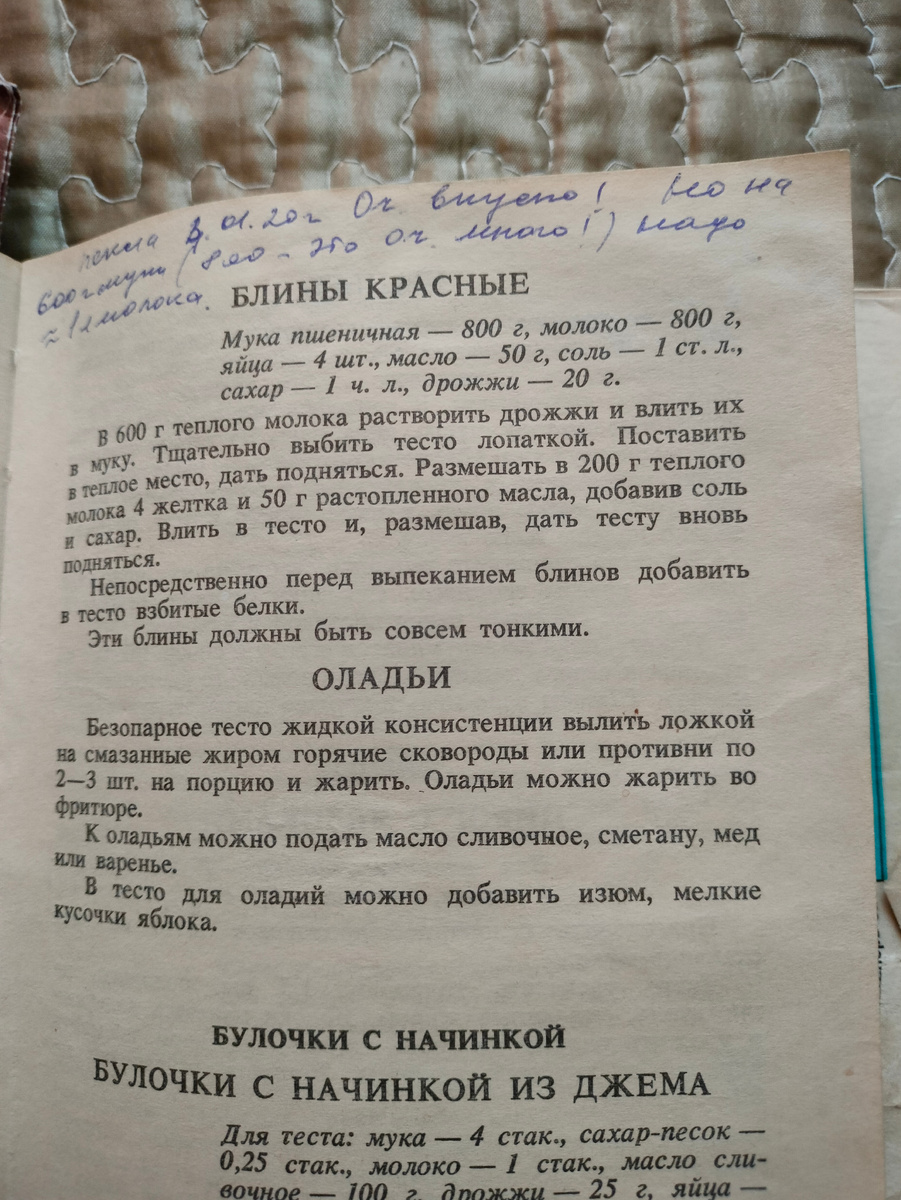 пекла 8.01.20г Оч вкусно! Но на
600г муки (800 - это Оч. много!) надо
≈ 1л молока.
БЛИНЫ КРАСНЫЕ
Мука пшеничная — 800 г, молоко — 800 г,
яйца — 4 шт., масло — 50 г, соль — 1 ст. л.,
сахар — 1 ч. л., дрожжи — 20 г.
В 600 г теплого молока растворить дрожжи и влить их
в муку. Тщательно выбить тесто лопаткой. Поставить
в теплое место, дать подняться. Размешать в 200 г теплого
молока 4 желтка и 50 г растопленного масла, добавив соль
и сахар. Влить в тесто и, размешав, дать тесту вновь
подняться.
Непосредственно перед выпеканием блинов добавить
в тесто взбитые белки.
Эти блины должны быть совсем тонкими.
ОЛАДЬИ
Безопарное тесто жидкой консистенции вылить ложкой
на смазанные жиром горячие сковороды или противни по
2—3 шт. на порцию и жарить. Оладьи можно жарить во
фритюре.
К оладьям можно подать масло сливочное, сметану, мед
или варенье.
В тесто для оладий можно добавить изюм, мелкие
кусочки яблока.
БУЛОЧКИ С НАЧИНКОЙ
БУЛОЧКИ С НАЧИНКОЙ ИЗ ДЖЕМА
Для теста: мука — 4 стак., сахар-песок —
0,25 стак., молоко — 1 стак., масло сли-
вочное — 100 г, дрожжи — 25 г, яйца —